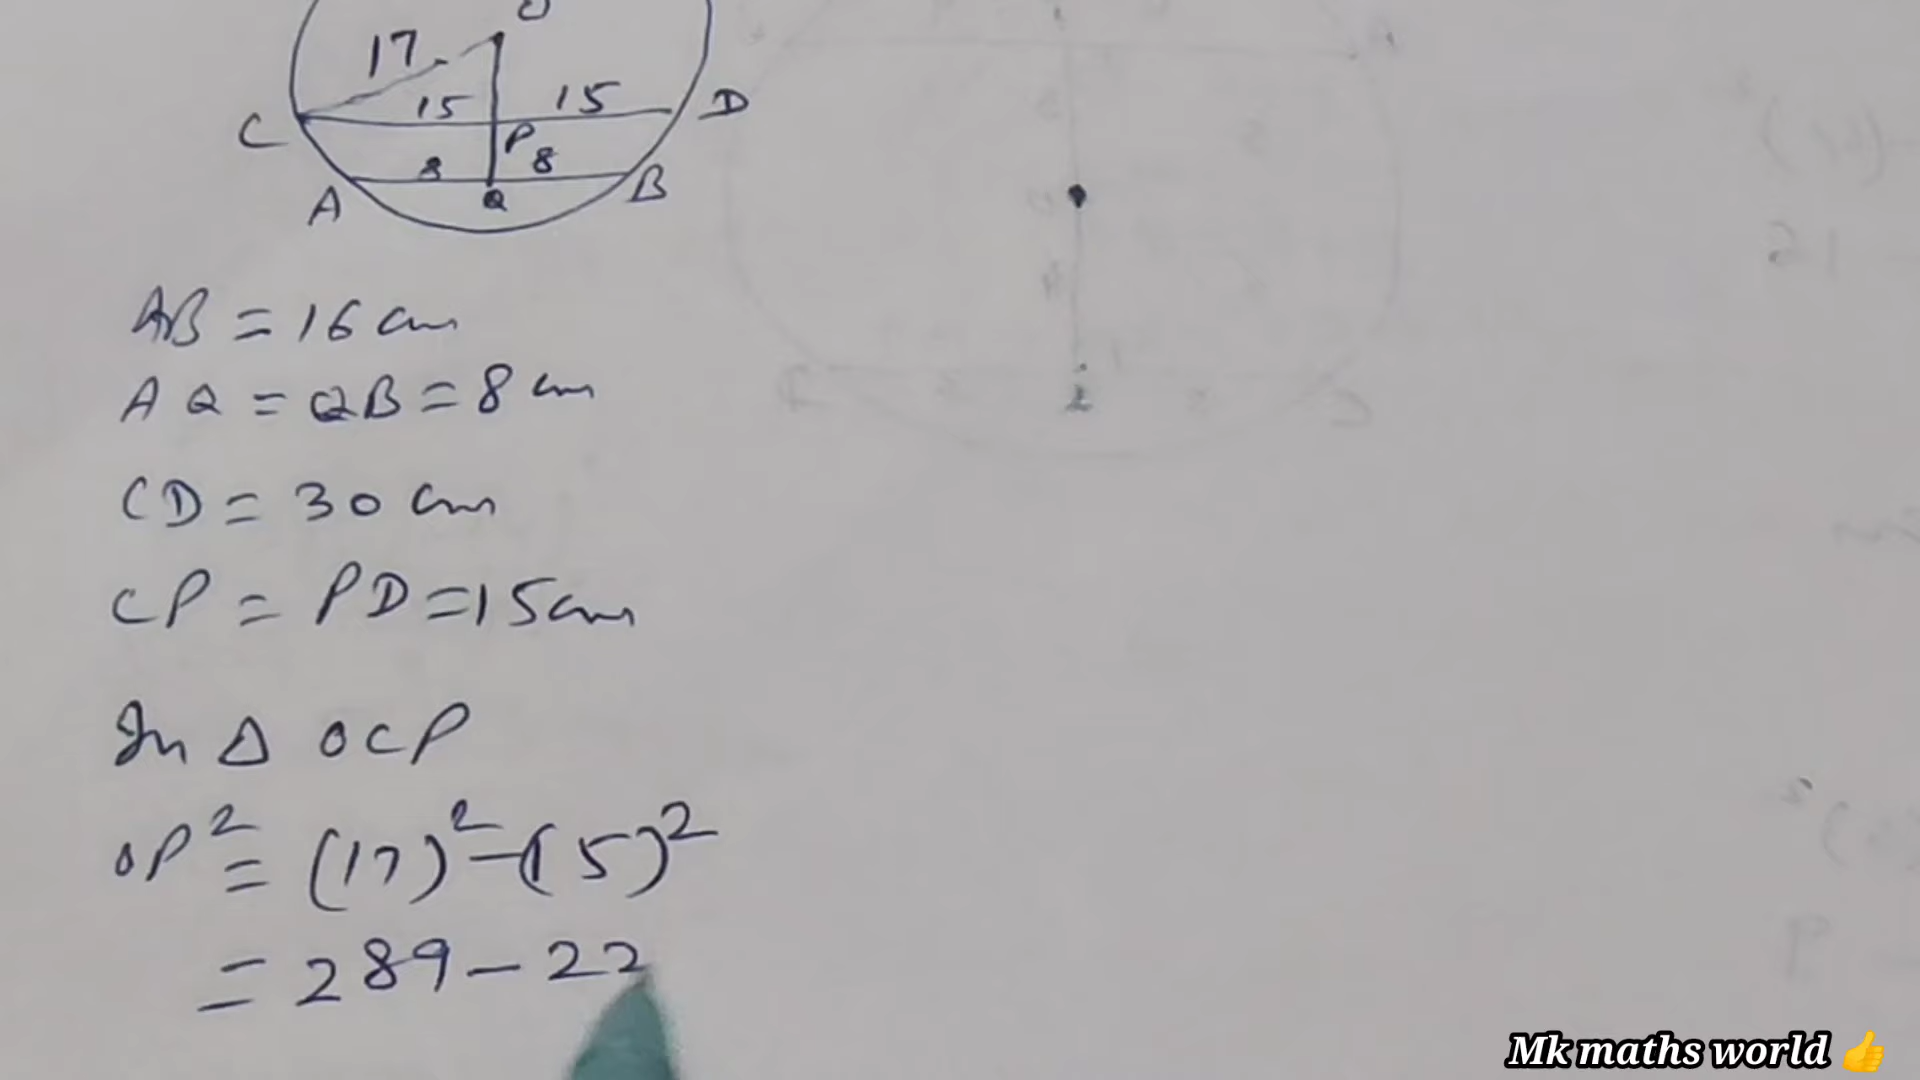 O
17
15 15 D
C P
8 8
A Q B
AB = 16 cm
AQ = QB = 8 cm
CD = 30 cm
CP = PD = 15 cm
In Δ OCP
OP² = (17)² - (15)²
= 289 - 22
Mk maths world 👍